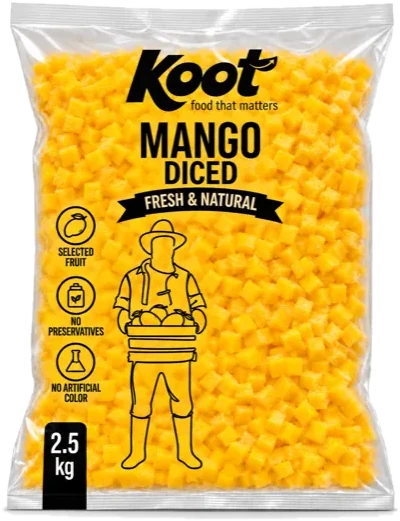 Koot
food that matters
MANGO
DICED
FRESH & NATURAL
SELECTED
FRUIT
NO
PRESERVATIVES
NO ARTIFICIAL
COLOR
2.5
kg